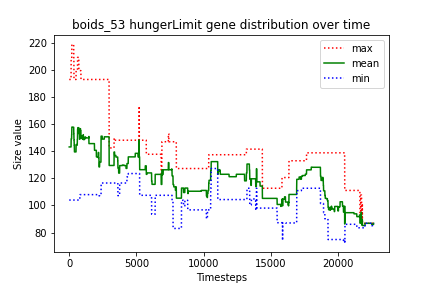 boids_53 hungerLimit gene distribution over time
max
mean
min
Size value
220
200
180
160
140
120
100
80
0
5000
10000
15000
20000
Timesteps